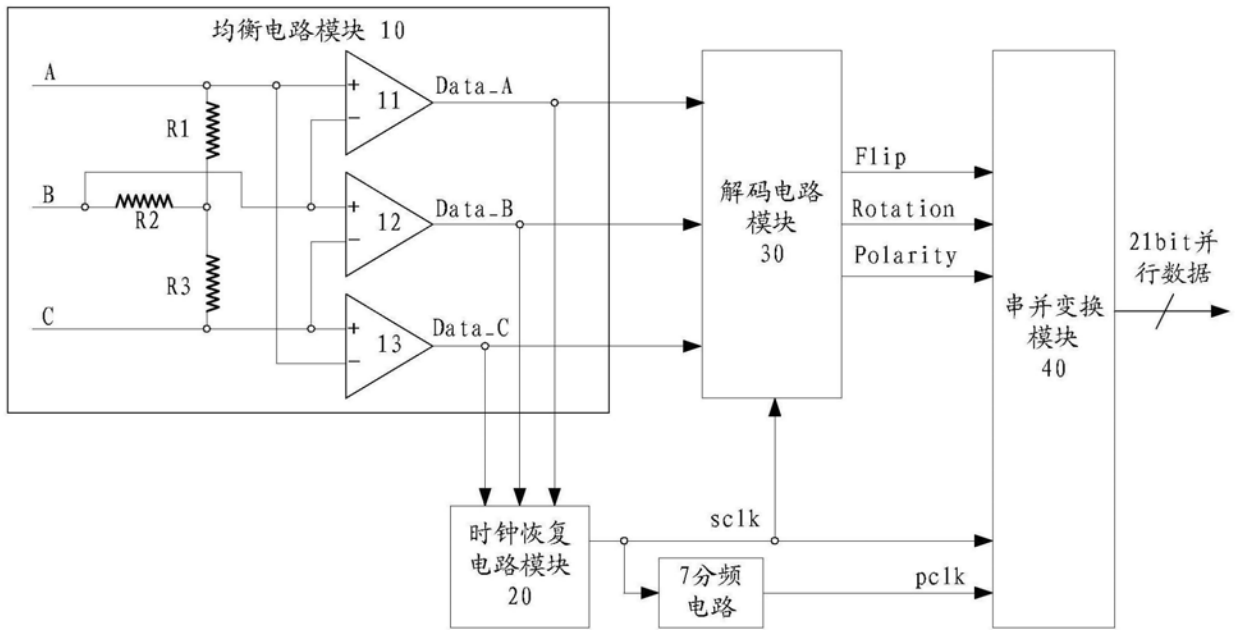 均衡电路模块 10
A
R1
B
R2
R3
C
+
11
−
+
12
−
+
13
−
Data_A
Data_B
Data_C
解码电路
模块
30
Flip
Rotation
Polarity
串并变换
模块
40
21bit并
行数据
时钟恢复
电路模块
20
sclk
7分频
电路
pclk